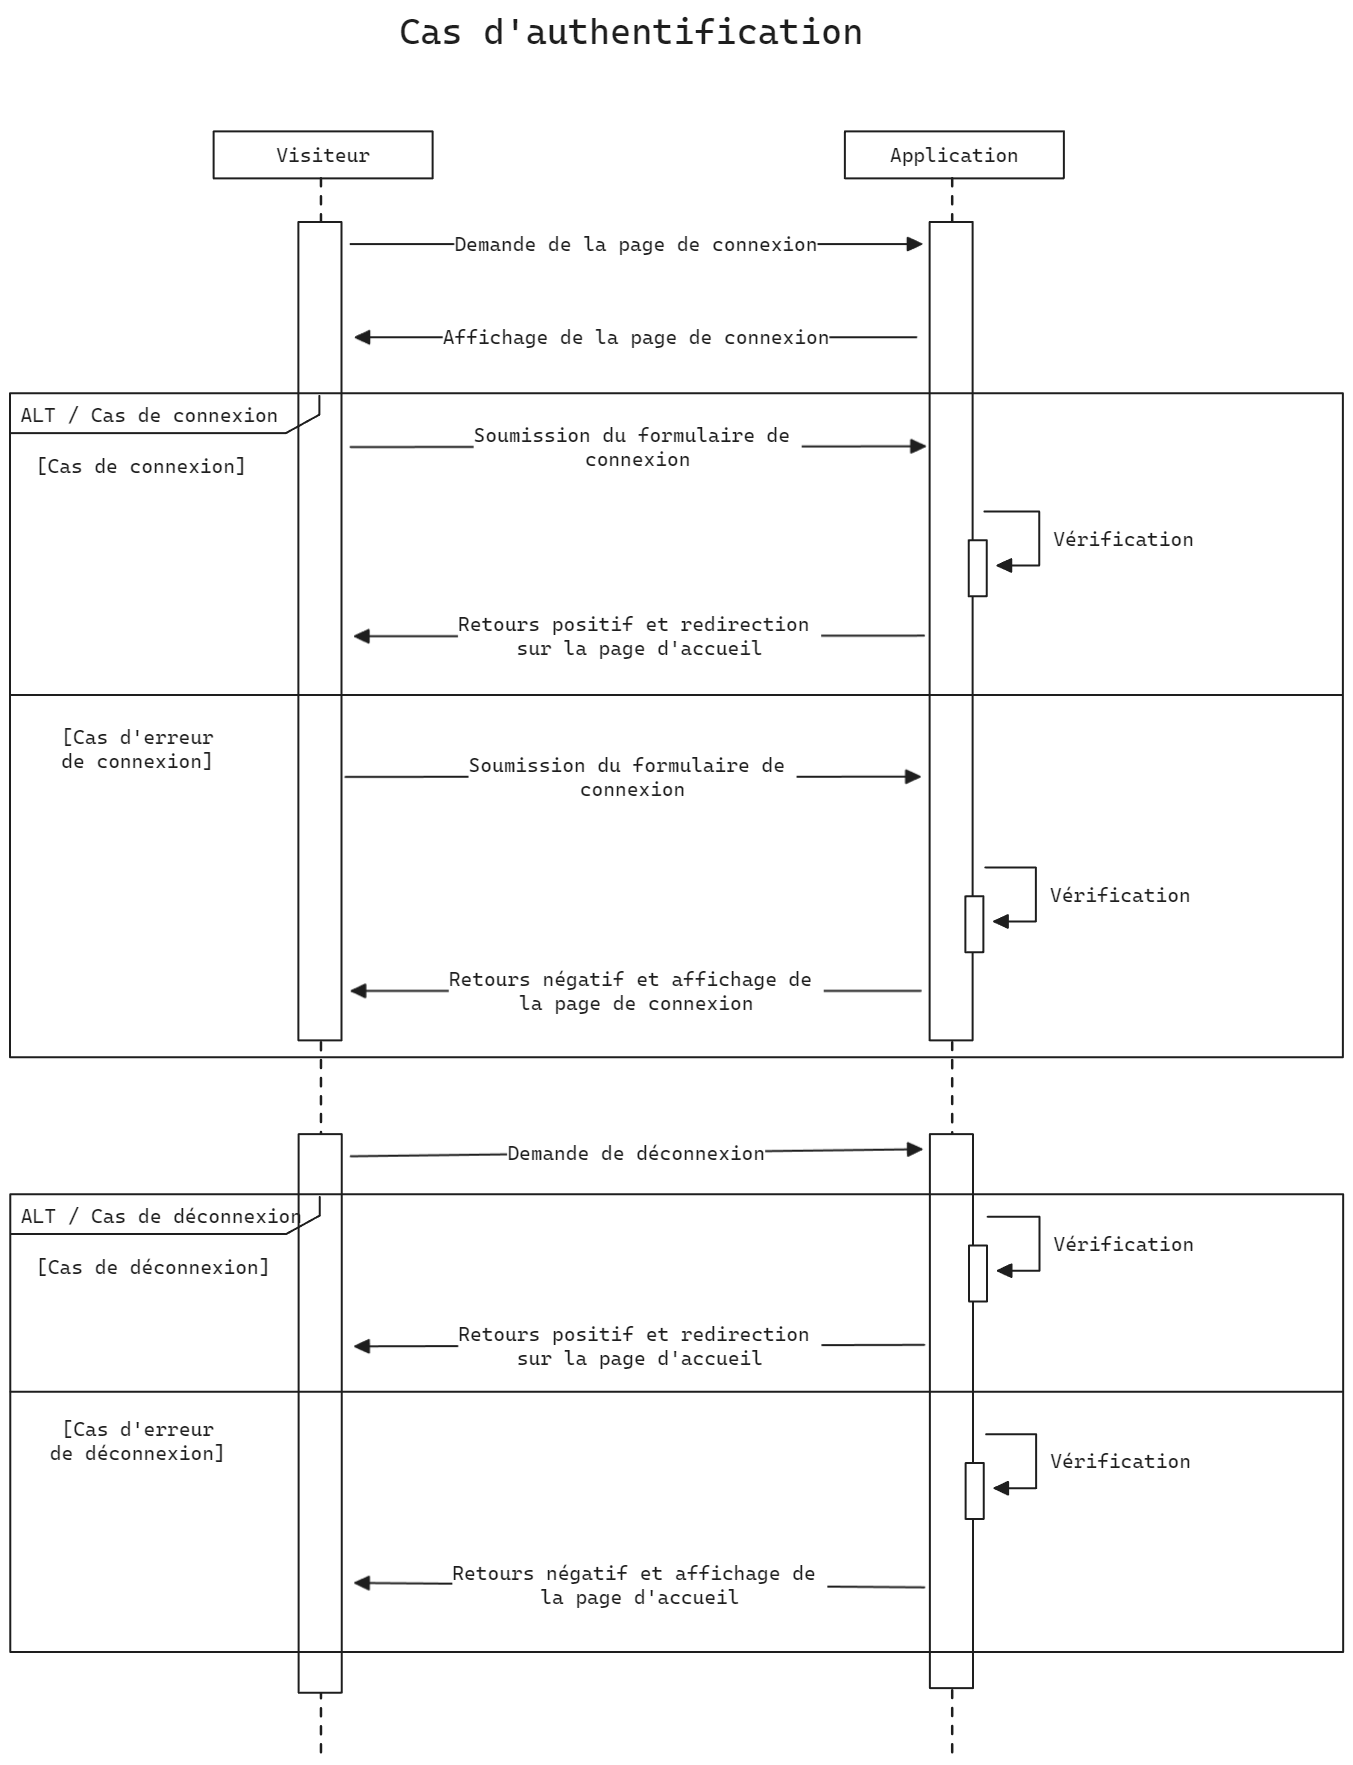 Cas d'authentification
Visiteur
Application
Demande de la page de connexion
Affichage de la page de connexion
ALT / Cas de connexion
[Cas de connexion]
Soumission du formulaire de
connexion
Vérification
Retours positif et redirection
sur la page d'accueil
[Cas d'erreur
de connexion]
Soumission du formulaire de
connexion
Vérification
Retours négatif et affichage de
la page de connexion
Demande de déconnexion
ALT / Cas de déconnexion
[Cas de déconnexion]
Vérification
Retours positif et redirection
sur la page d'accueil
[Cas d'erreur
de déconnexion]
Vérification
Retours négatif et affichage de
la page d'accueil